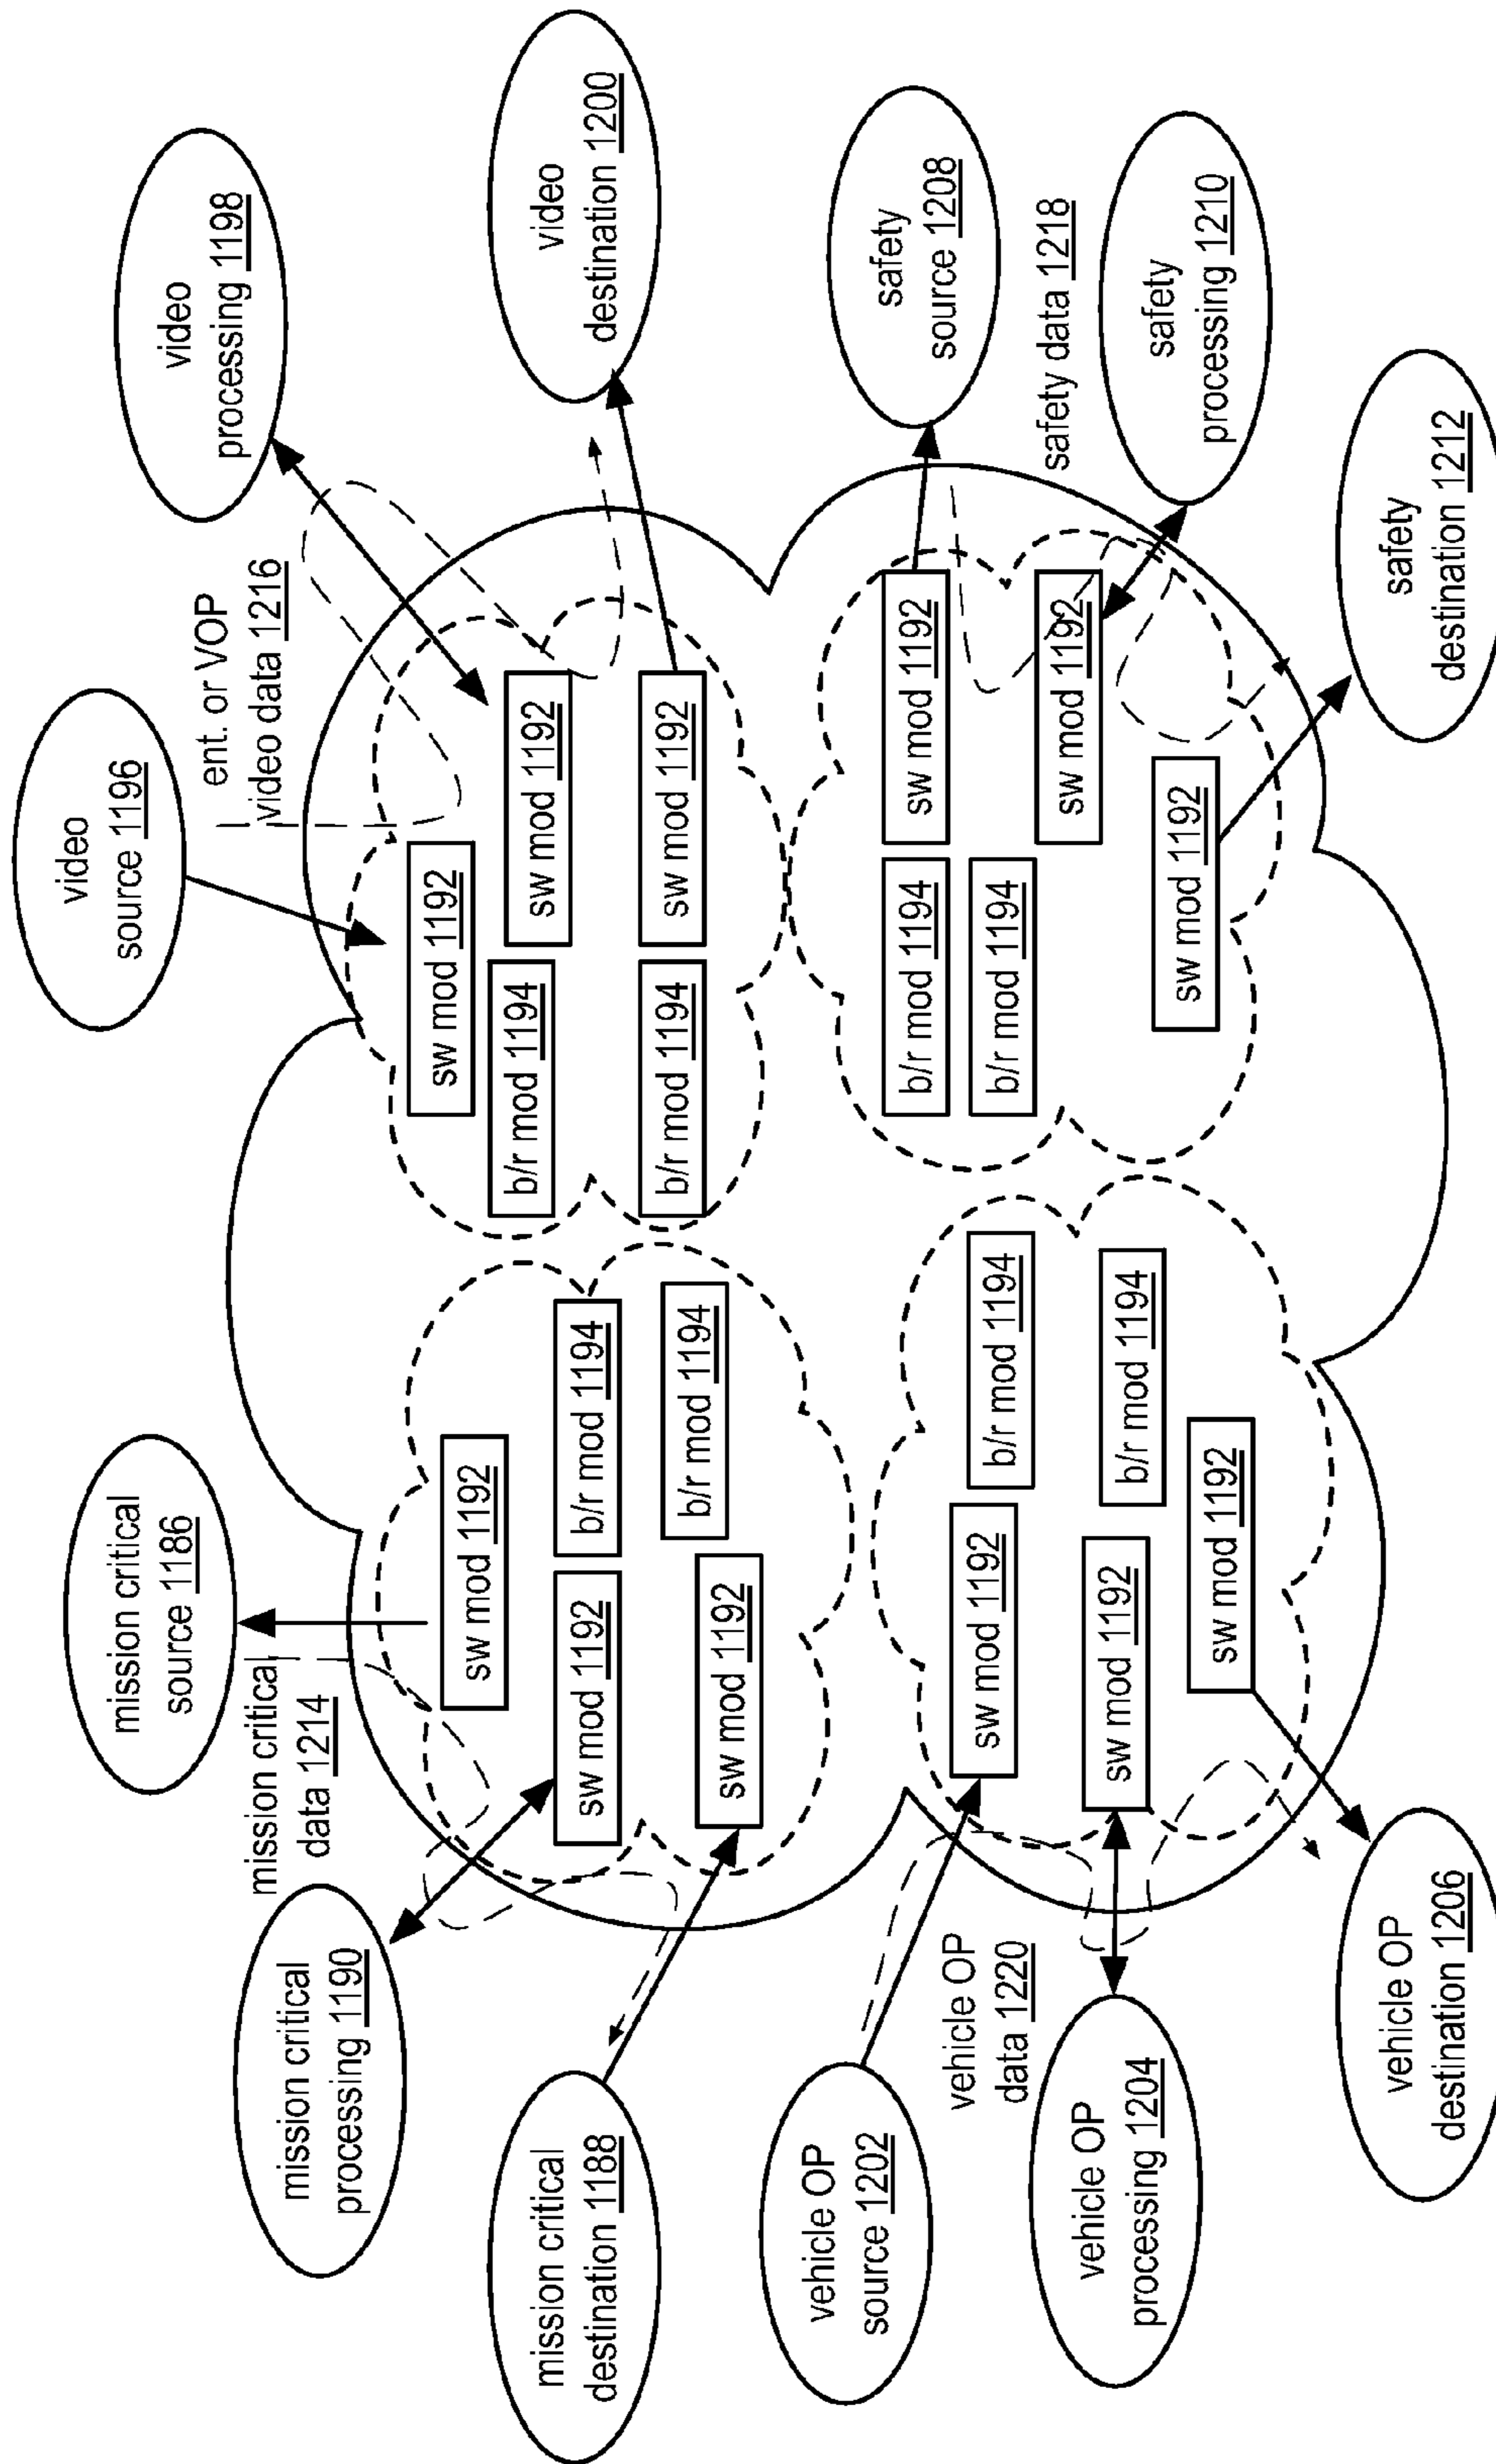 mission critical
source 1186
mission critical
data 1214
mission critical
processing 1190
mission critical
destination 1188
sw mod 1192
sw mod 1192
b/r mod 1194
b/r mod 1194
sw mod 1192
video
source 1196
ent. or VOP
video data 1216
video
processing 1198
video
destination 1200
sw mod 1192
b/r mod 1194
sw mod 1192
b/r mod 1194
sw mod 1192
vehicle OP
source 1202
vehicle OP
data 1220
vehicle OP
processing 1204
vehicle OP
destination 1206
sw mod 1192
b/r mod 1194
sw mod 1192
b/r mod 1194
sw mod 1192
b/r mod 1194
sw mod 1192
b/r mod 1194
sw mod 1192
sw mod 1192
safety
source 1208
safety data 1218
safety
processing 1210
safety
destination 1212